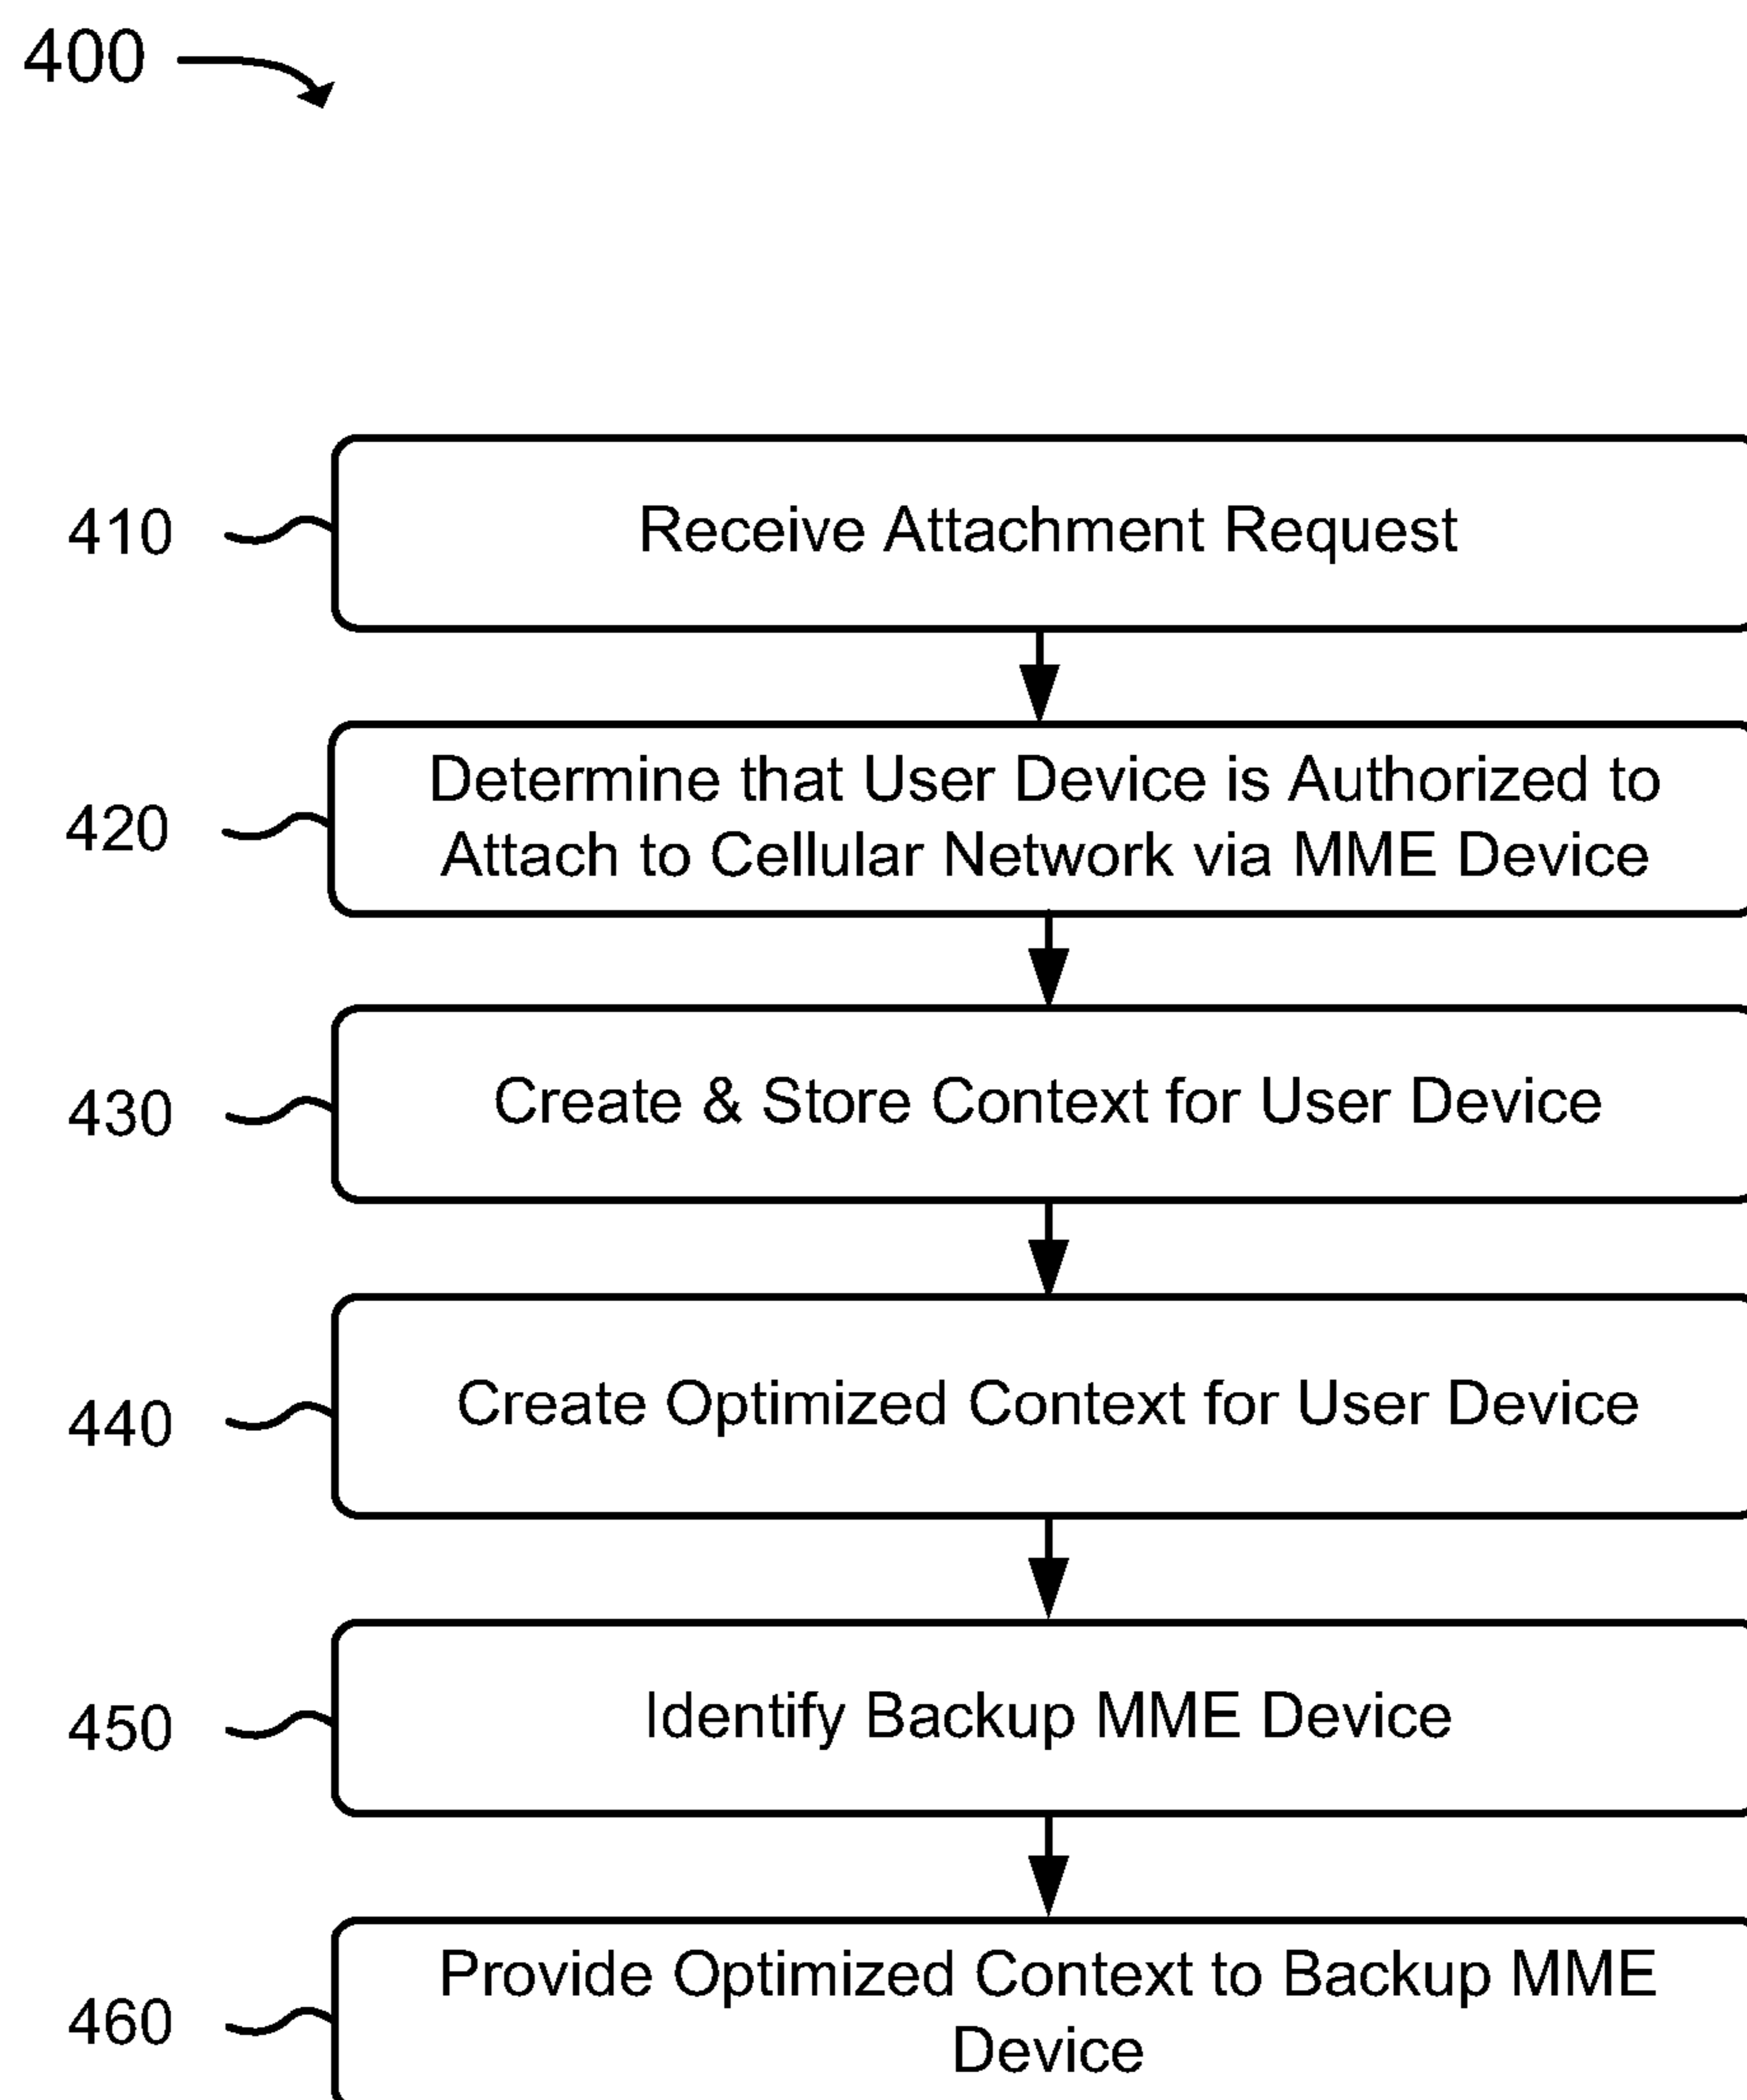 400
410
Receive Attachment Request
420
Determine that User Device is Authorized to
Attach to Cellular Network via MME Device
430
Create & Store Context for User Device
440
Create Optimized Context for User Device
450
Identify Backup MME Device
460
Provide Optimized Context to Backup MME
Device